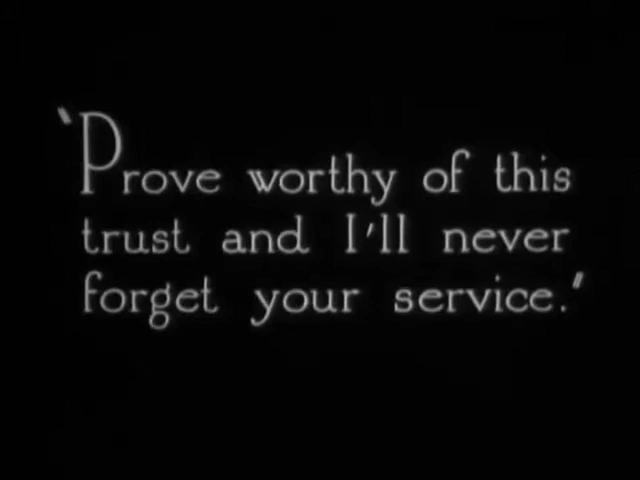 "Prove worthy of this
trust and I'll never
forget your service."